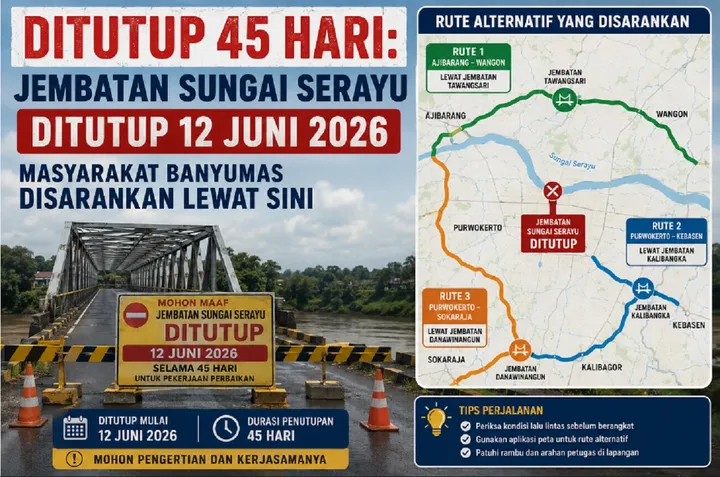 DITUTUP 45 HARI:
JEMBATAN SUNGAI SERAYU
DITUTUP 12 JUNI 2026
MASYARAKAT BANYUMAS
DISARANKAN LEWAT SINI
MOHON MAAF
JEMBATAN SUNGAI SERAYU
DITUTUP
12 JUNI 2026
SELAMA 45 HARI
UNTUK PEKERJAAN PERBAIKAN
DITUTUP MULAI
12 JUNI 2026
DURASI PENUTUPAN
45 HARI
MOHON PENGERTIAN DAN KERJASAMANYA
RUTE ALTERNATIF YANG DISARANKAN
RUTE 1
AJIBARANG – WANGON
LEWAT JEMBATAN
TAWANGSARI
JEMBATAN
TAWANGSARI
AJIBARANG
WANGON
Sungai Serayu
PURWOKERTO
JEMBATAN
SUNGAI SERAYU
DITUTUP
RUTE 2
PURWOKERTO – KEBASEN
LEWAT JEMBATAN
KALIBANGKA
JEMBATAN
KALIBANGKA
KEBASEN
RUTE 3
PURWOKERTO -
SOKARAJA
LEWAT JEMBATAN
DANAWINANGUN
SOKARAJA
JEMBATAN
DANAWINANGUN
KALIBAGOR
TIPS PERJALANAN
Periksa kondisi lalu lintas sebelum berangkat
Gunakan aplikasi peta untuk rute alternatif
Patuhi rambu dan arahan petugas di lapangan